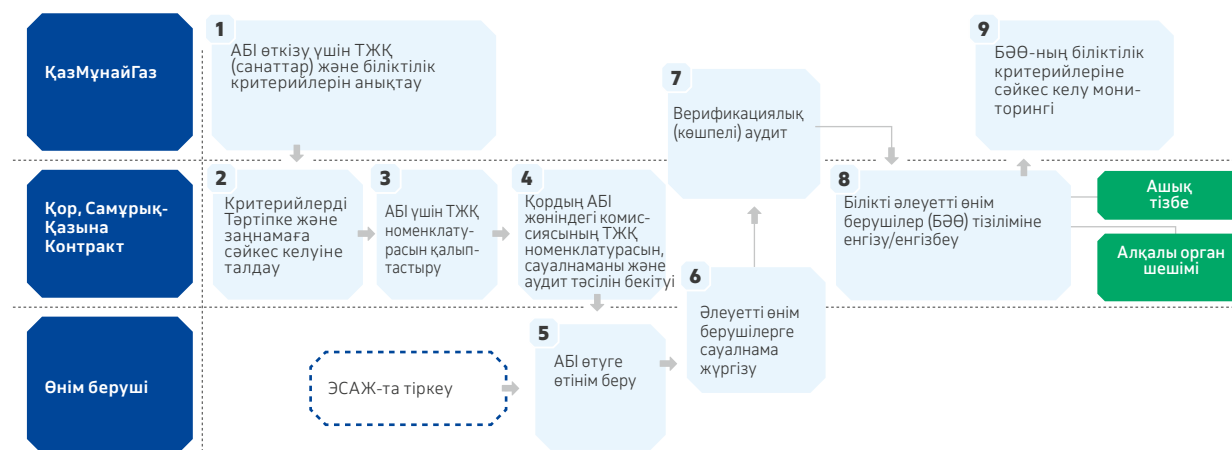 ҚазМұнайГаз
1
АБІ өткізу үшін ТЖҚ
(санаттар) және біліктілік
критерийлерін анықтау
7
Верификациялық
(көшпелі) аудит
9
БӘӨ-ның біліктілік
критерийлеріне
сәйкес келу мони-
торингі
Қор, Самұрық-
Қазына
Контракт
2
Критерийлерді
Тәртіпке және
заңнамаға
сәйкес келуіне
талдау
3
АБІ үшін ТЖҚ
номенклату-
расын қалып-
тастыру
4
Қордың АБІ
жөніндегі комис-
сиясының ТЖҚ
номенклатурасын,
сауалнаманы және
аудит тәсілін бекітуі
8
Білікті әлеуетті өнім
берушілер (БӘӨ) тізіліміне
енгізу/енгізбеу
Ашық
тізбе
Алқалы орган
шешімі
Өнім беруші
ЭСАЖ-та тіркеу
5
АБІ өтуге
өтінім беру
6
Әлеуетті өнім
берушілерге
сауалнама
жүргізу